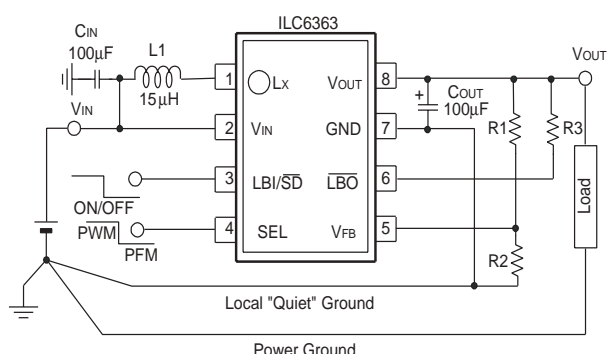 ILC6363
CIN
100µF
L1
15µH
VIN
1
LX
2
VIN
3
LBI/SD
4
SEL
VOUT
8
GND
7
LBO
6
VFB
5
COUT
100µF
+
R1
R3
R2
VOUT
Load
ON/OFF
PWM
PFM
Local "Quiet" Ground
Power Ground